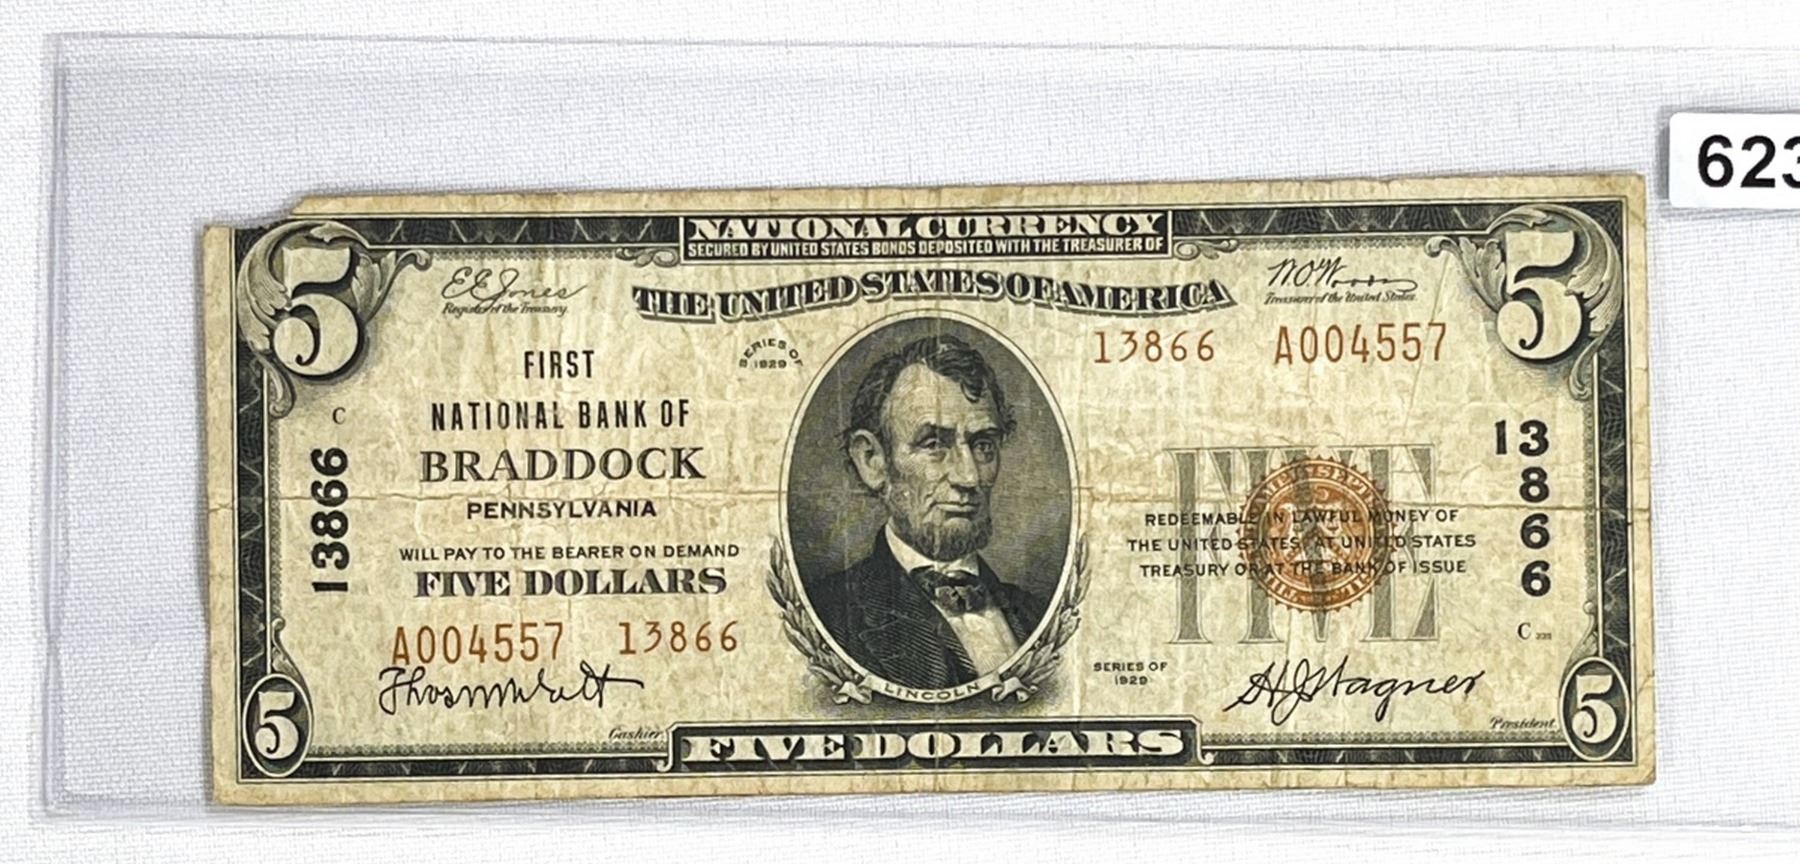 623
NATIONAL CURRENCY
SECURED BY UNITED STATES BONDS DEPOSITED WITH THE TREASURER OF
THE UNITED STATES OF AMERICA
5
5
E.E. Jones
Register of the Treasury.
W.O. Woods
Treasurer of the United States.
SERIES OF
1929
13866 A004557
FIRST
NATIONAL BANK OF
BRADDOCK
PENNSYLVANIA
C
13866
13866
WILL PAY TO THE BEARER ON DEMAND
FIVE DOLLARS
A004557 13866
FIVE
REDEEMABLE IN LAWFUL MONEY OF
THE UNITED STATES AT UNITED STATES
TREASURY OR AT THE BANK OF ISSUE
C
SERIES OF
1929
LINCOLN
H J Wagner
Cashier
President
5
FIVE DOLLARS
5